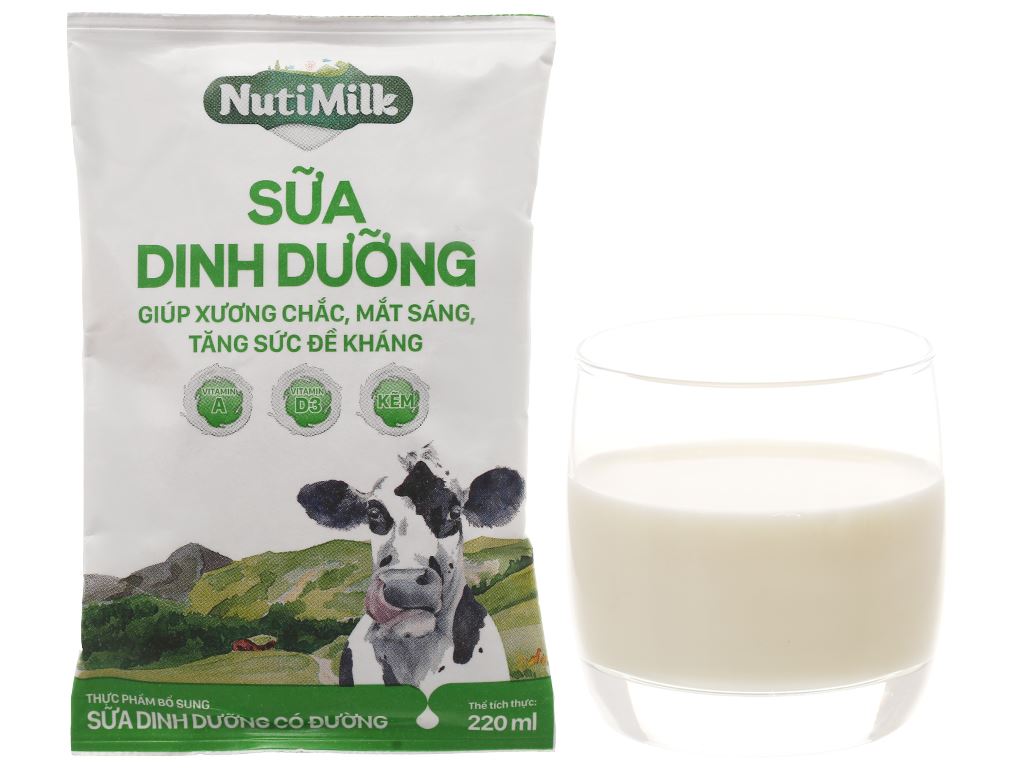 NutiMilk
SỮA
DINH DƯỠNG
GIÚP XƯƠNG CHẮC, MẮT SÁNG,
TĂNG SỨC ĐỀ KHÁNG
VITAMIN
A
VITAMIN
D3
KẼM
THỰC PHẨM BỔ SUNG
SỮA DINH DƯỠNG CÓ ĐƯỜNG
Thể tích thực:
220 ml